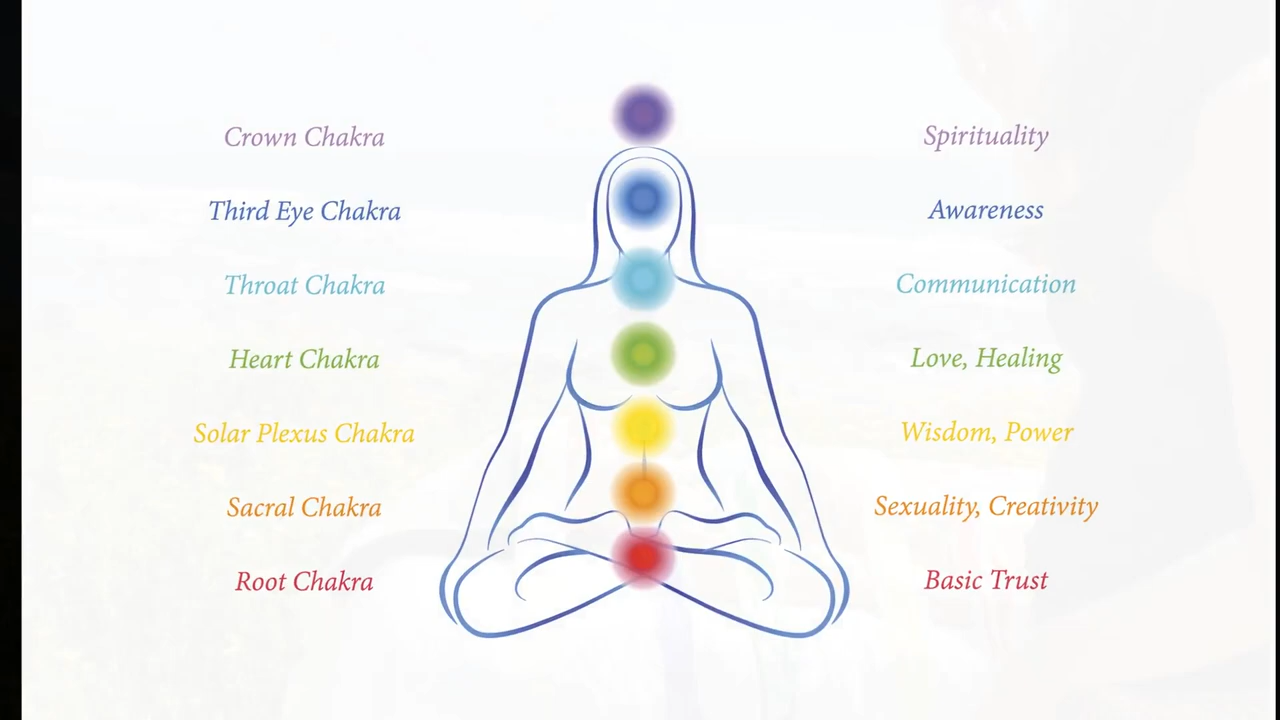 Crown Chakra
Spirituality
Third Eye Chakra
Awareness
Throat Chakra
Communication
Heart Chakra
Love, Healing
Solar Plexus Chakra
Wisdom, Power
Sacral Chakra
Sexuality, Creativity
Root Chakra
Basic Trust